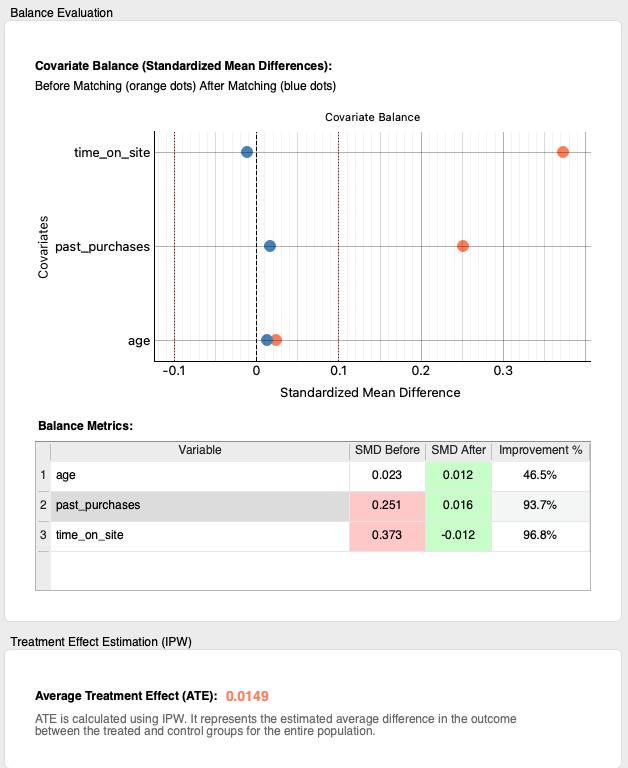 Balance Evaluation
Covariate Balance (Standardized Mean Differences):
Before Matching (orange dots) After Matching (blue dots)
Covariate Balance
time_on_site
past_purchases
age
Covariates
-0.1 0 0.1 0.2 0.3
Standardized Mean Difference
Balance Metrics:
Variable SMD Before SMD After Improvement %
1 age 0.023 0.012 46.5%
2 past_purchases 0.251 0.016 93.7%
3 time_on_site 0.373 -0.012 96.8%
Treatment Effect Estimation (IPW)
Average Treatment Effect (ATE): 0.0149
ATE is calculated using IPW. It represents the estimated average difference in the outcome
between the treated and control groups for the entire population.